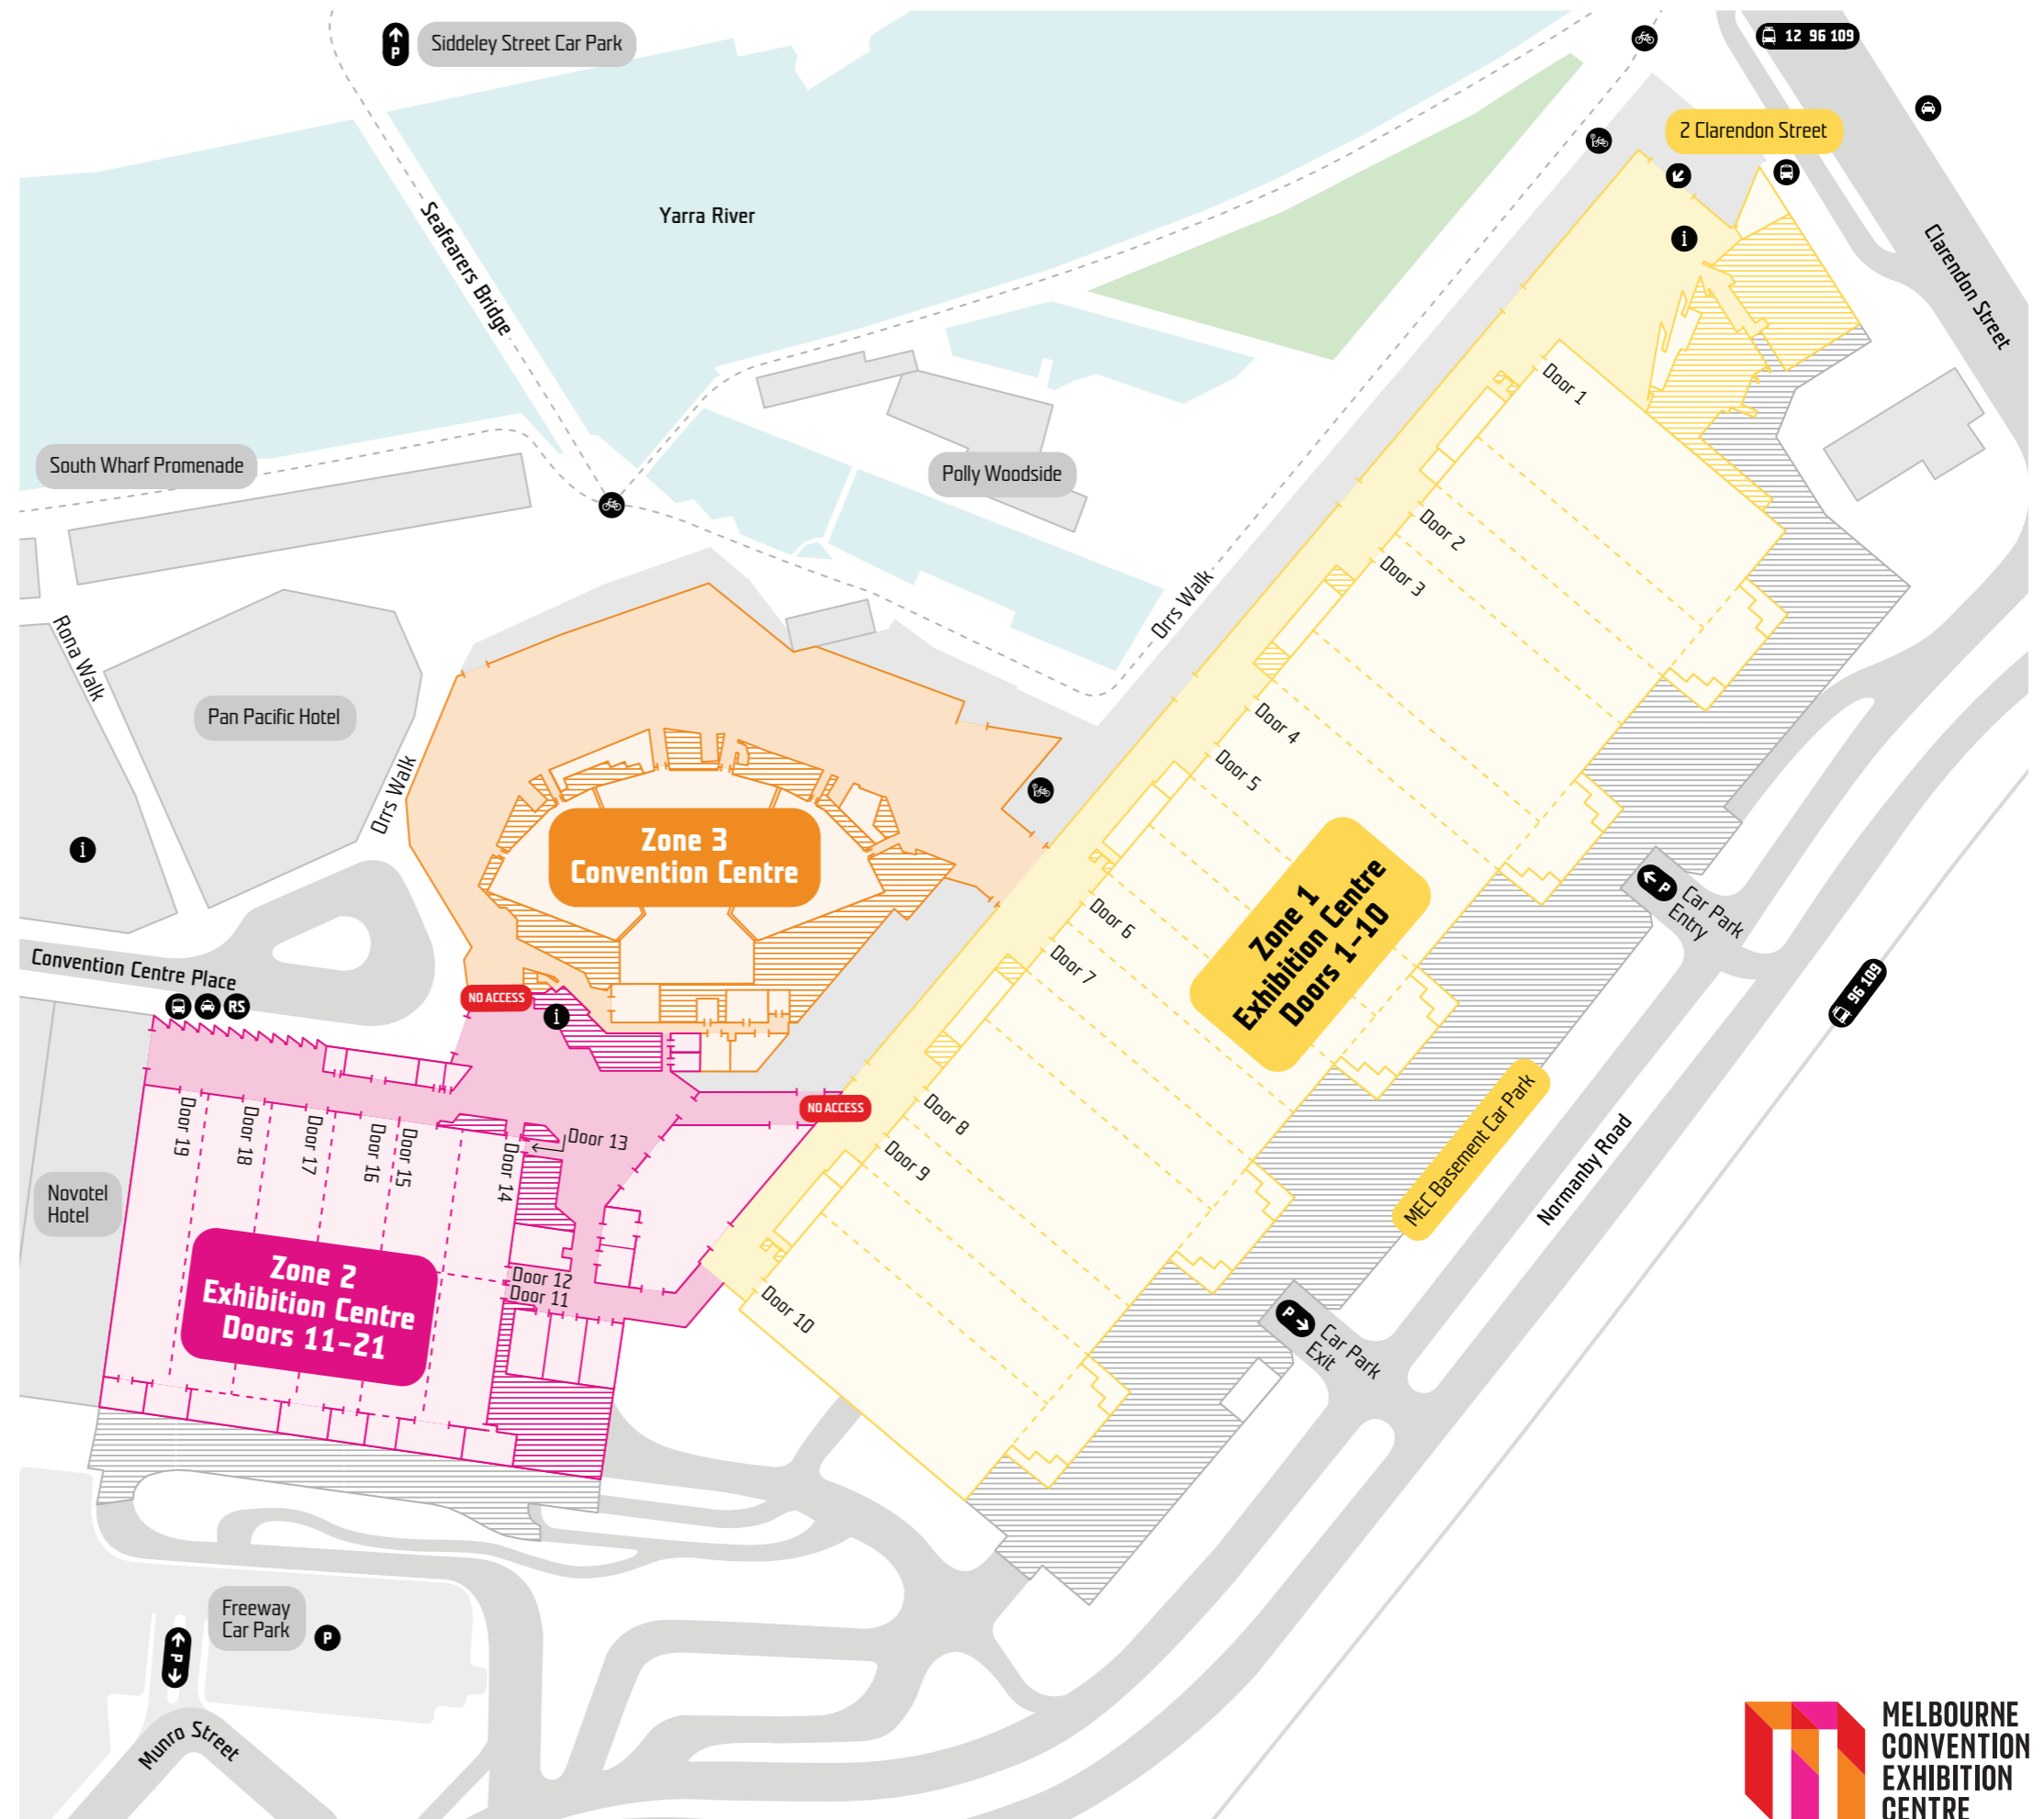 P
Siddeley Street Car Park
12 96 109
2 Clarendon Street
i
Yarra River
Seafearers Bridge
Clarendon Street
Door 1
South Wharf Promenade
Polly Woodside
Door 2
Door 3
Orrs Walk
Rona Walk
Pan Pacific Hotel
Door 4
Door 5
Orrs Walk
i
Zone 3
Convention Centre
Zone 1
Exhibition Centre
Doors 1-10
P
Car Park
Entry
Door 6
Door 7
96 109
Convention Centre Place
RS
NO ACCESS
i
NO ACCESS
Door 8
Door 9
MEC Basement Car Park
Normanby Road
Door 19
Door 18
Door 17
Door 16
Door 15
Door 14
Door 13
Novotel
Hotel
Zone 2
Exhibition Centre
Doors 11-21
Door 12
Door 11
Door 10
P
Car Park
Exit
Freeway
Car Park
P
P
Munro Street
MELBOURNE
CONVENTION
EXHIBITION
CENTRE